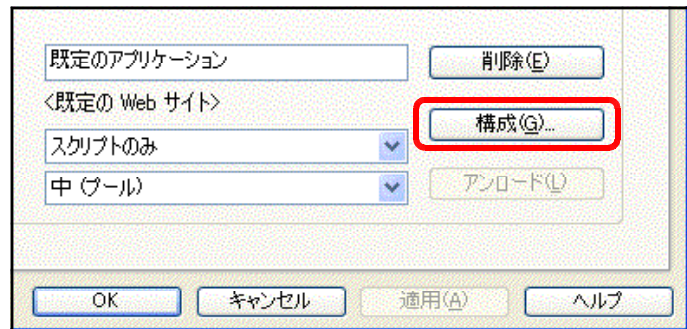 既定のアプリケーション 削除(E)
<既定の Web サイト>
構成(G)...
スクリプトのみ
中 (プール) アンロード(L)
OK キャンセル 適用(A) ヘルプ